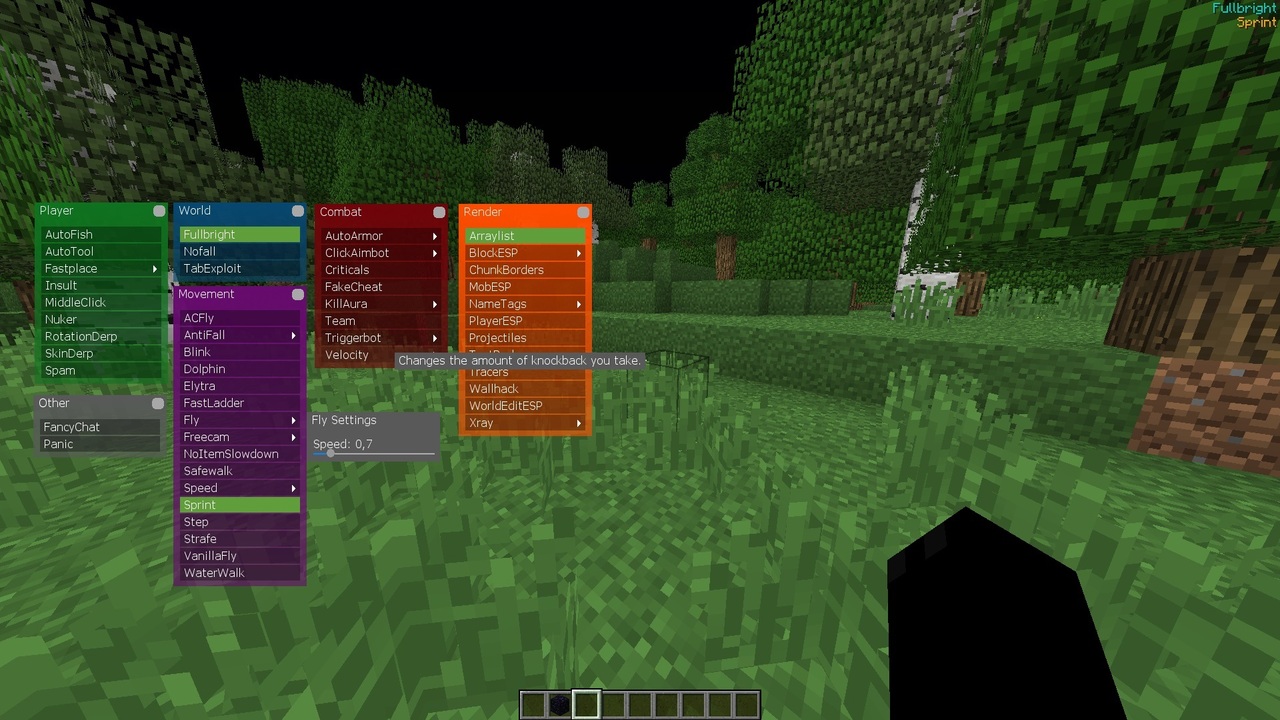 Fullbright
Sprint
Player
AutoFish
AutoTool
Fastplace
Insult
MiddleClick
Nuker
RotationDerp
SkinDerp
Spam
Other
FancyChat
Panic
World
Fullbright
Nofall
TabExploit
Movement
ACFly
AntiFall
Blink
Dolphin
Elytra
FastLadder
Fly
Freecam
NoItemSlowdown
Safewalk
Speed
Sprint
Step
Strafe
VanillaFly
WaterWalk
Combat
AutoArmor
ClickAimbot
Criticals
FakeCheat
KillAura
Team
Triggerbot
Velocity
Changes the amount of knockback you take.
Fly Settings
Speed: 0,7
Render
Arraylist
BlockESP
ChunkBorders
MobESP
NameTags
PlayerESP
Projectiles
Tracers
Wallhack
WorldEditESP
Xray